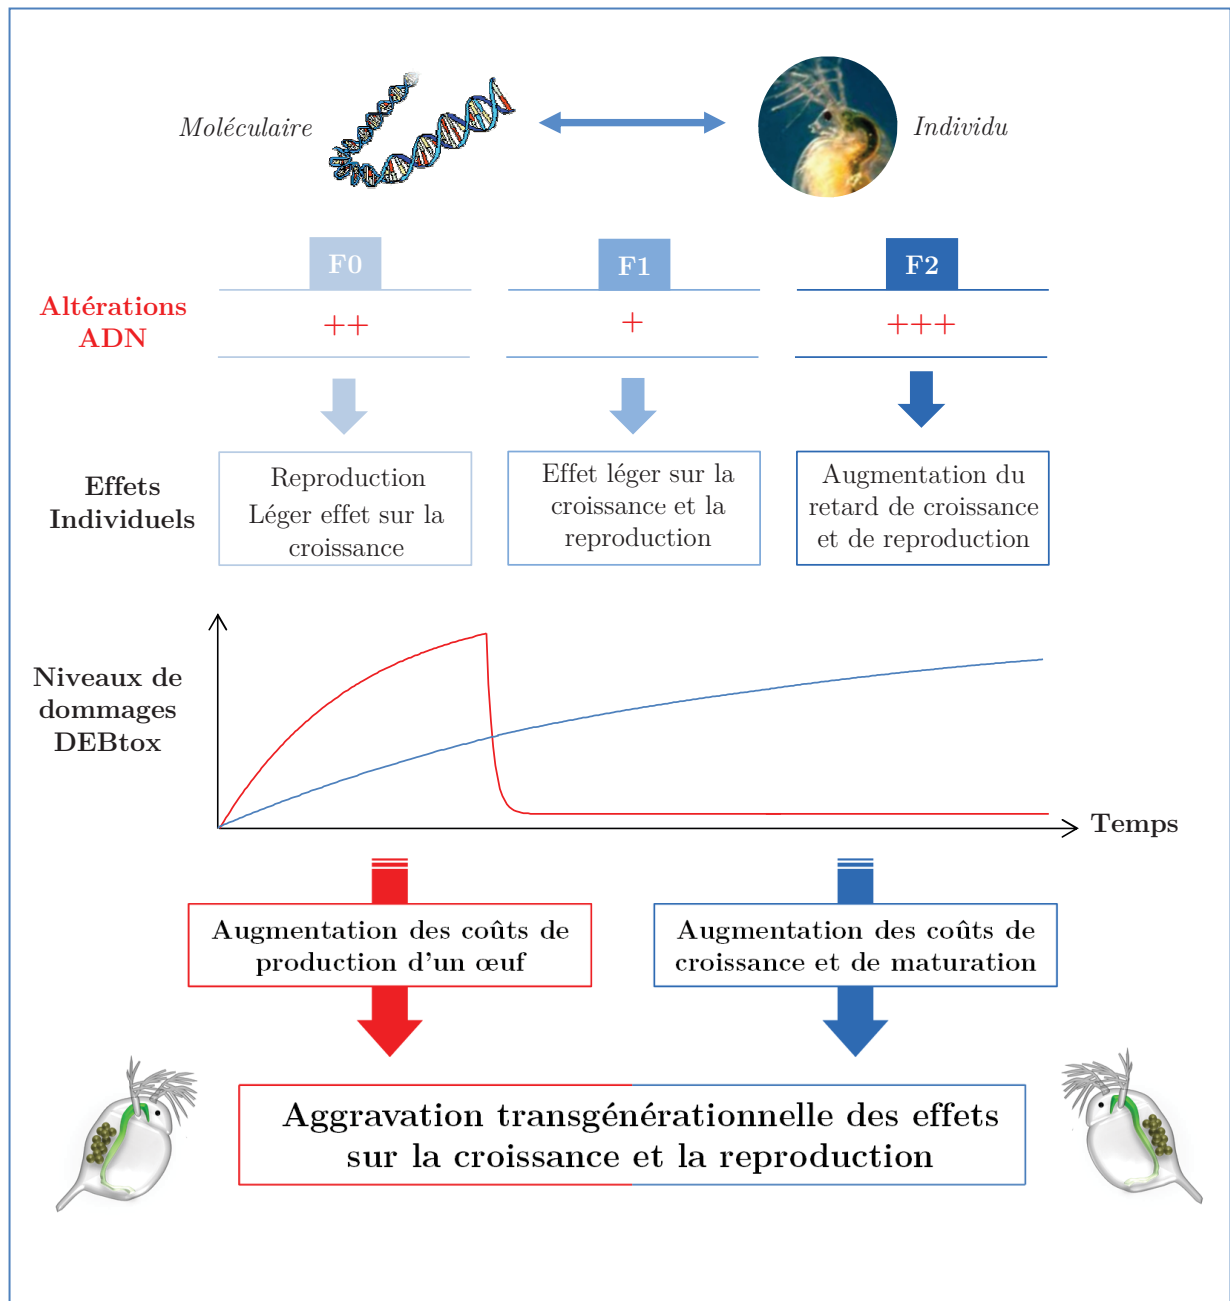 Moléculaire
Individu
F0
F1
F2
Altérations
ADN
++
+
+++
Effets
Individuels
Reproduction
Léger effet sur la
croissance
Effet léger sur la
croissance et la
reproduction
Augmentation du
retard de croissance
et de reproduction
Niveaux de
dommages
DEBtox
Temps
Augmentation des coûts de
production d'un œuf
Augmentation des coûts de
croissance et de maturation
Aggravation transgénérationnelle des effets
sur la croissance et la reproduction